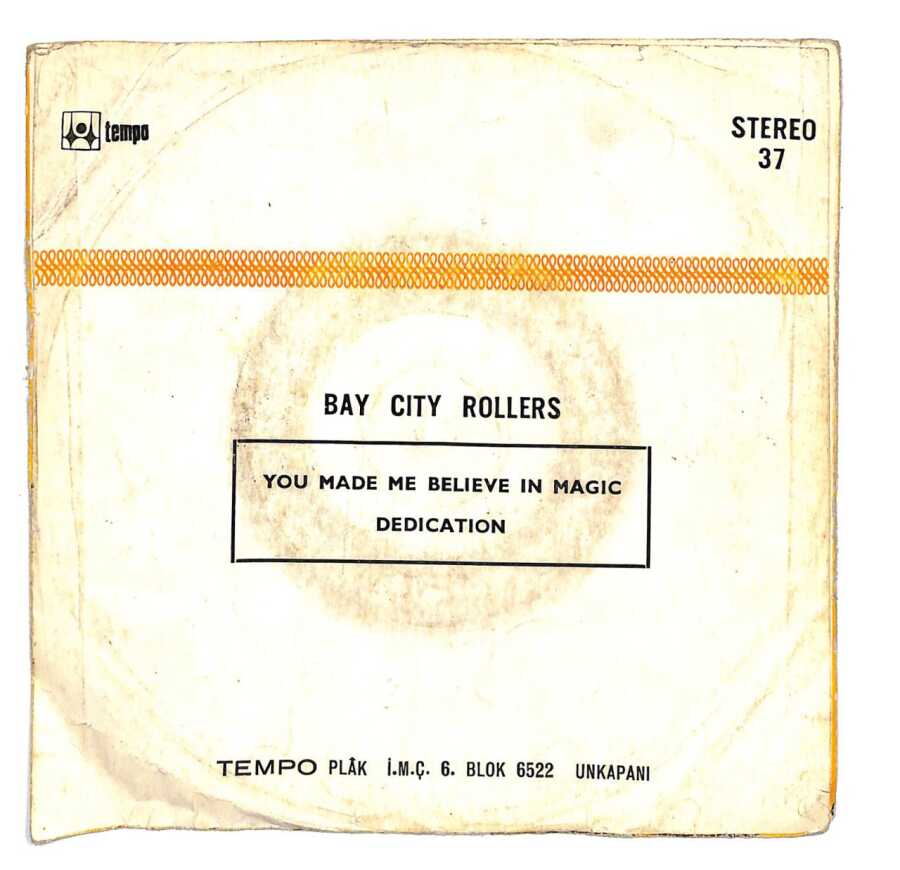 tempo
STEREO
37
BAY CITY ROLLERS
YOU MADE ME BELIEVE IN MAGIC
DEDICATION
TEMPO PLÂK İ.M.Ç. 6. BLOK 6522 UNKAPANI